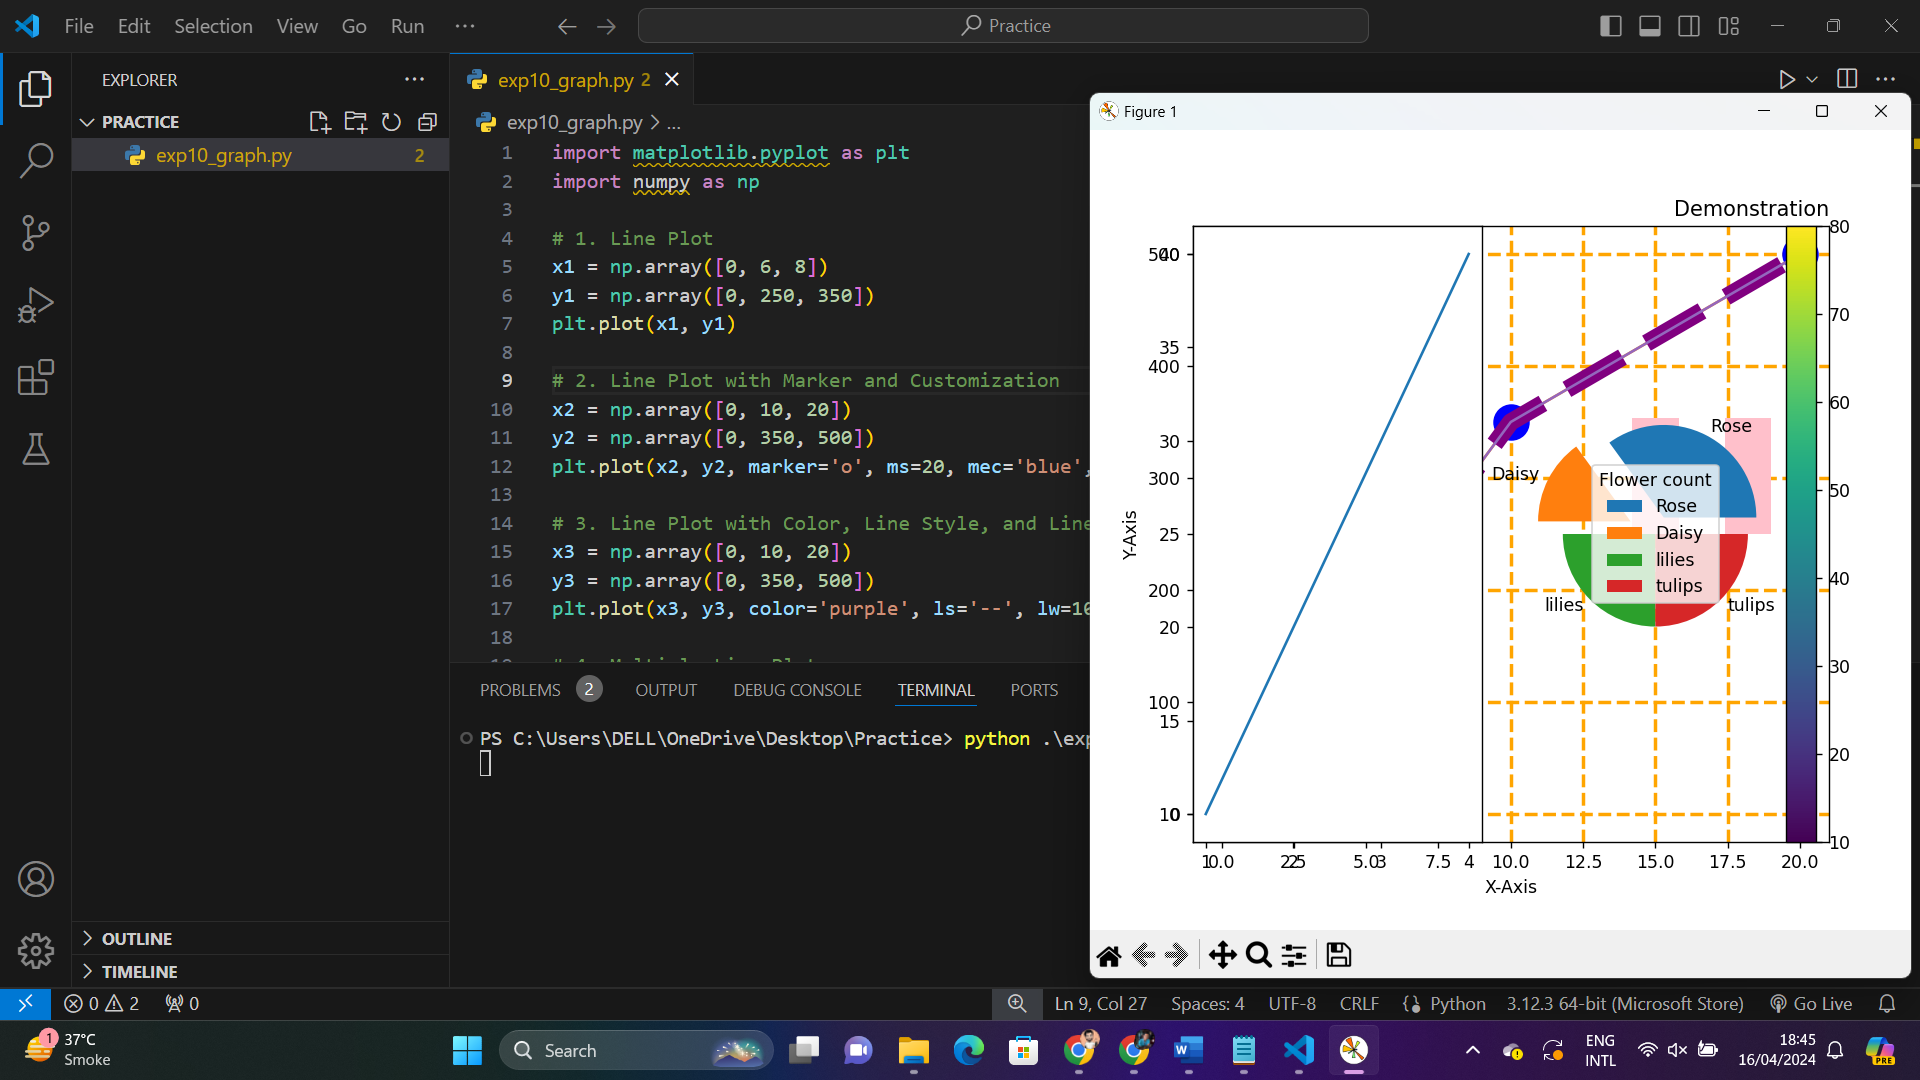 File Edit Selection View Go Run ···
Practice
EXPLORER
PRACTICE
exp10_graph.py 2
OUTLINE
TIMELINE
exp10_graph.py 2
exp10_graph.py > ...
1 import matplotlib.pyplot as plt
2 import numpy as np
3
4 # 1. Line Plot
5 x1 = np.array([0, 6, 8])
6 y1 = np.array([0, 250, 350])
7 plt.plot(x1, y1)
8
9 # 2. Line Plot with Marker and Customization
10 x2 = np.array([0, 10, 20])
11 y2 = np.array([0, 350, 500])
12 plt.plot(x2, y2, marker='o', ms=20, mec='blue',
13
14 # 3. Line Plot with Color, Line Style, and Line
15 x3 = np.array([0, 10, 20])
16 y3 = np.array([0, 350, 500])
17 plt.plot(x3, y3, color='purple', ls='--', lw=10
18
PROBLEMS 2 OUTPUT DEBUG CONSOLE TERMINAL PORTS
PS C:\Users\DELL\OneDrive\Desktop\Practice> python .\exp
Figure 1
Demonstration
Y-Axis
35
400
30
300
25
200
20
100
15
5.0 7.5 4 10.0 12.5 15.0 17.5 20.0
X-Axis
Rose
Daisy
lilies
tulips
Flower count
Rose
Daisy
lilies
tulips
80
70
60
50
40
30
20
10
0 2 0
Ln 9, Col 27 Spaces: 4 UTF-8 CRLF Python 3.12.3 64-bit (Microsoft Store) Go Live
1
37°C
Smoke
Search
PRE
ENG
INTL
18:45
16/04/2024